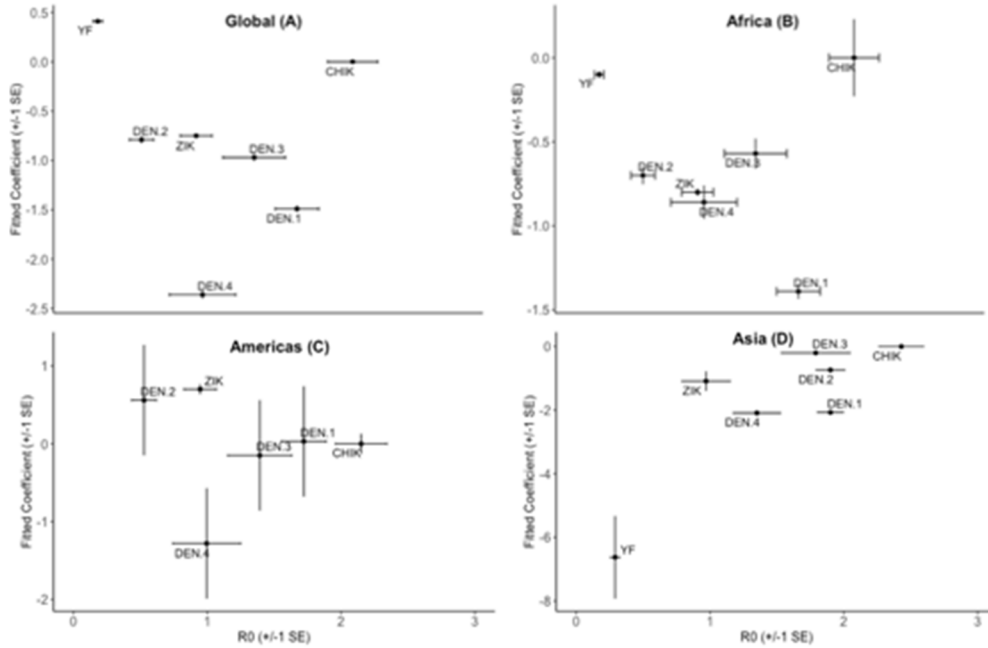 Global (A)
Fitted Coefficient (+/-1 SE)
0.5
0.0
-0.5
-1.0
-1.5
-2.0
-2.5
YF
CHIK
DEN.2
ZIK
DEN.3
DEN.1
DEN.4
Africa (B)
Fitted Coefficient (+/-1 SE)
0.0
-0.5
-1.0
-1.5
YF
CHIK
DEN.3
DEN.2
ZIK
DEN.4
DEN.1
Americas (C)
Fitted Coefficient (+/-1 SE)
1
0
-1
-2
DEN.2
ZIK
DEN.3
DEN.1
CHIK
DEN.4
0 1 2 3
R0 (+/-1 SE)
Asia (D)
Fitted Coefficient (+/-1 SE)
0
-2
-4
-6
-8
DEN.3
CHIK
DEN.2
ZIK
DEN.1
DEN.4
YF
0 1 2 3
R0 (+/-1 SE)